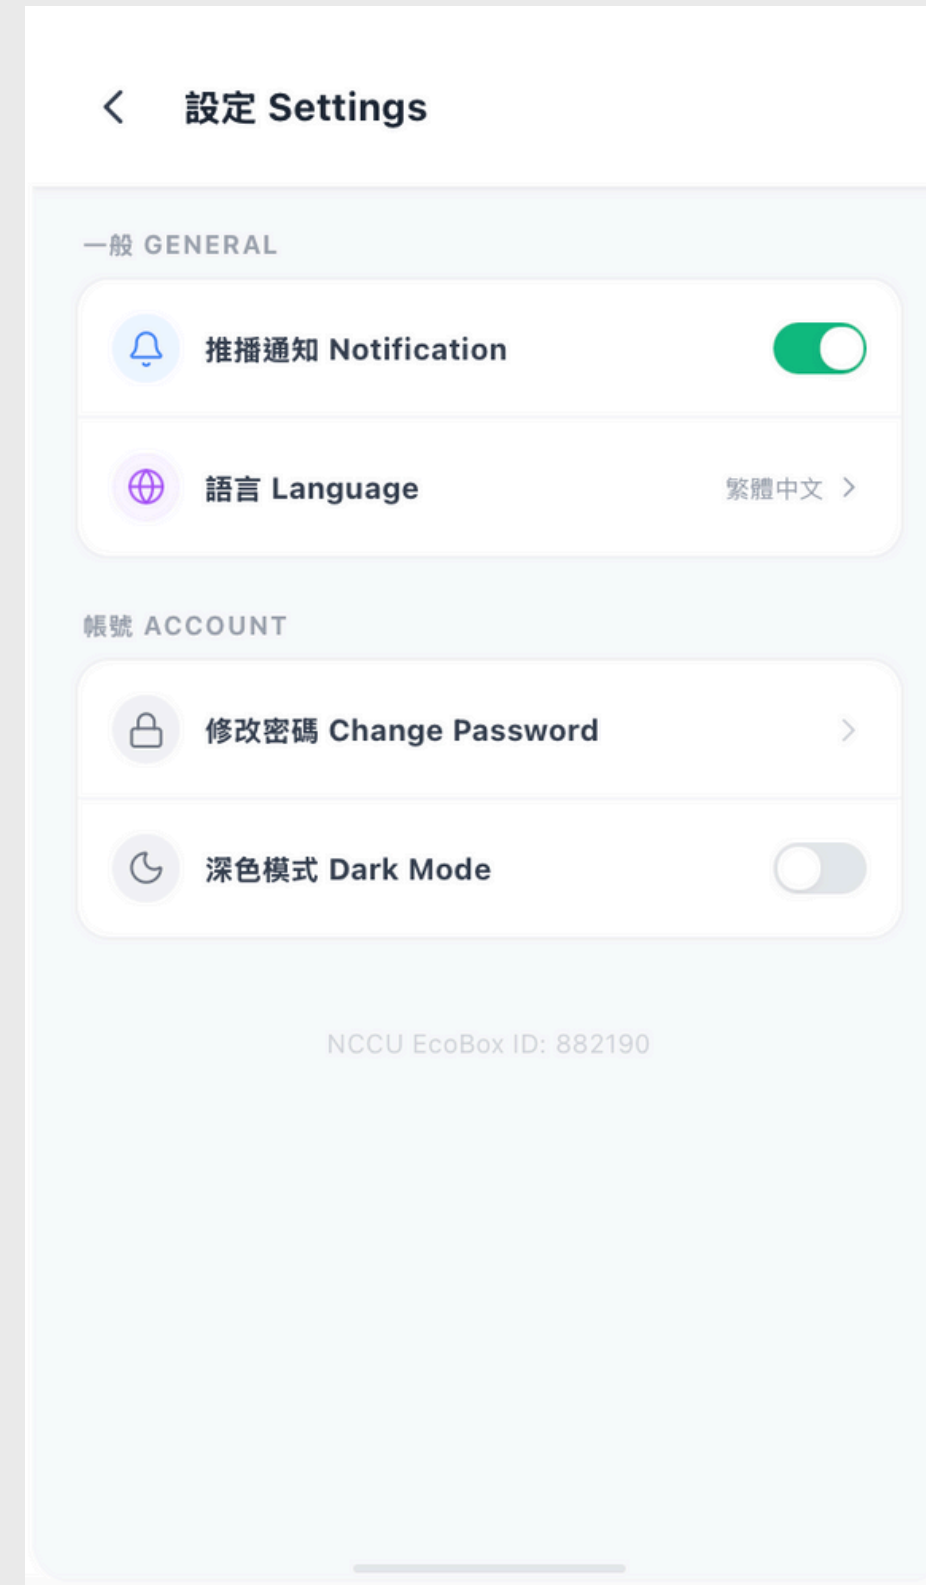 設定 Settings
一般 GENERAL
推播通知 Notification
語言 Language
繁體中文
帳號 ACCOUNT
修改密碼 Change Password
深色模式 Dark Mode
NCCU EcoBox ID: 882190